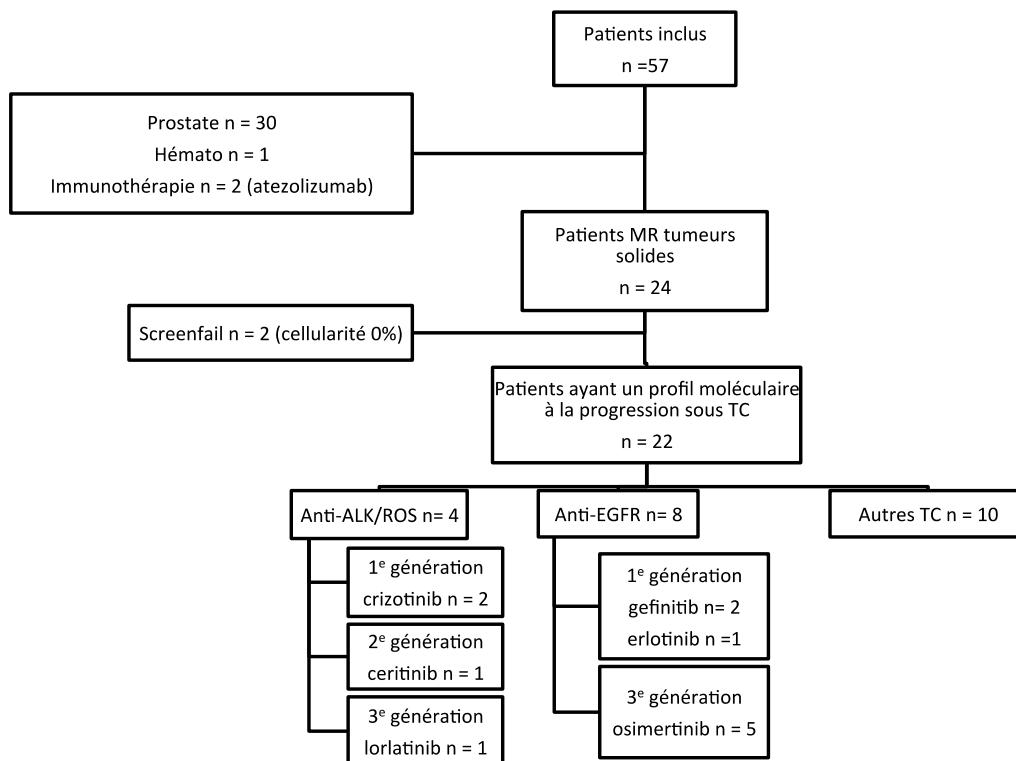 Patients inclus
n =57
Prostate n = 30
Hémato n = 1
Immunothérapie n = 2 (atezolizumab)
Patients MR tumeurs
solides
n = 24
Screenfail n = 2 (cellularité 0%)
Patients ayant un profil moléculaire
à la progression sous TC
n = 22
Anti-ALK/ROS n= 4
Anti-EGFR n= 8
Autres TC n = 10
1e génération
crizotinib n = 2
2e génération
ceritinib n = 1
3e génération
lorlatinib n = 1
1e génération
gefinitib n= 2
erlotinib n =1
3e génération
osimertinib n = 5